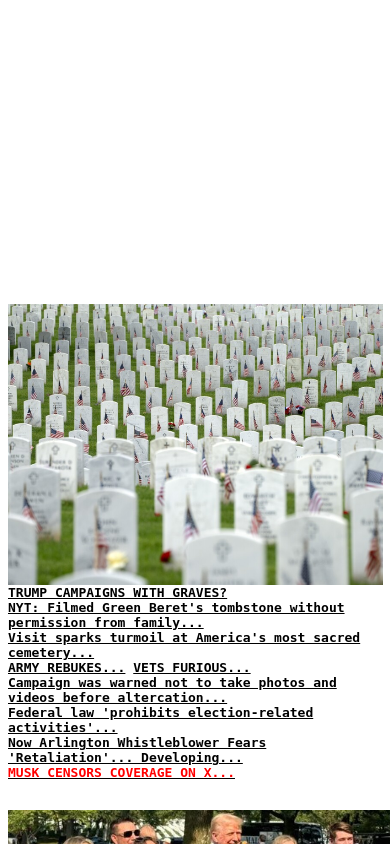 TRUMP CAMPAIGNS WITH GRAVES?
NYT: Filmed Green Beret's tombstone without
permission from family...
Visit sparks turmoil at America's most sacred
cemetery...
ARMY REBUKES... VETS FURIOUS...
Campaign was warned not to take photos and
videos before altercation...
Federal law 'prohibits election-related
activities'...
Now Arlington Whistleblower Fears
'Retaliation'... Developing...
MUSK CENSORS COVERAGE ON X...